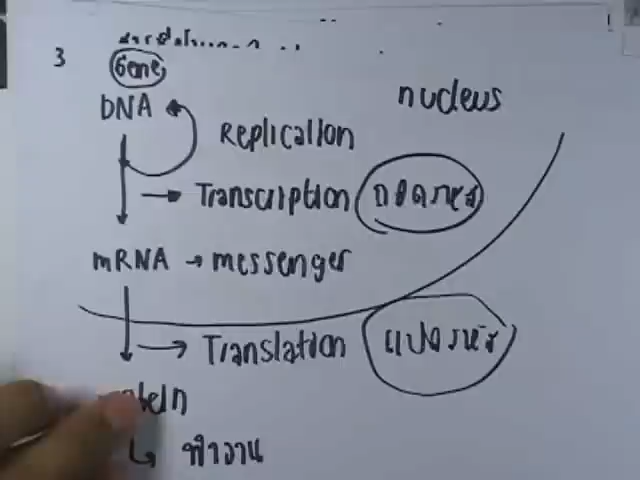 3
Gene
DNA
nucleus
Replication
→ Transcription ถอดรหัส
mRNA → messenger
→ Translation แปลรหัส
ทำงาน